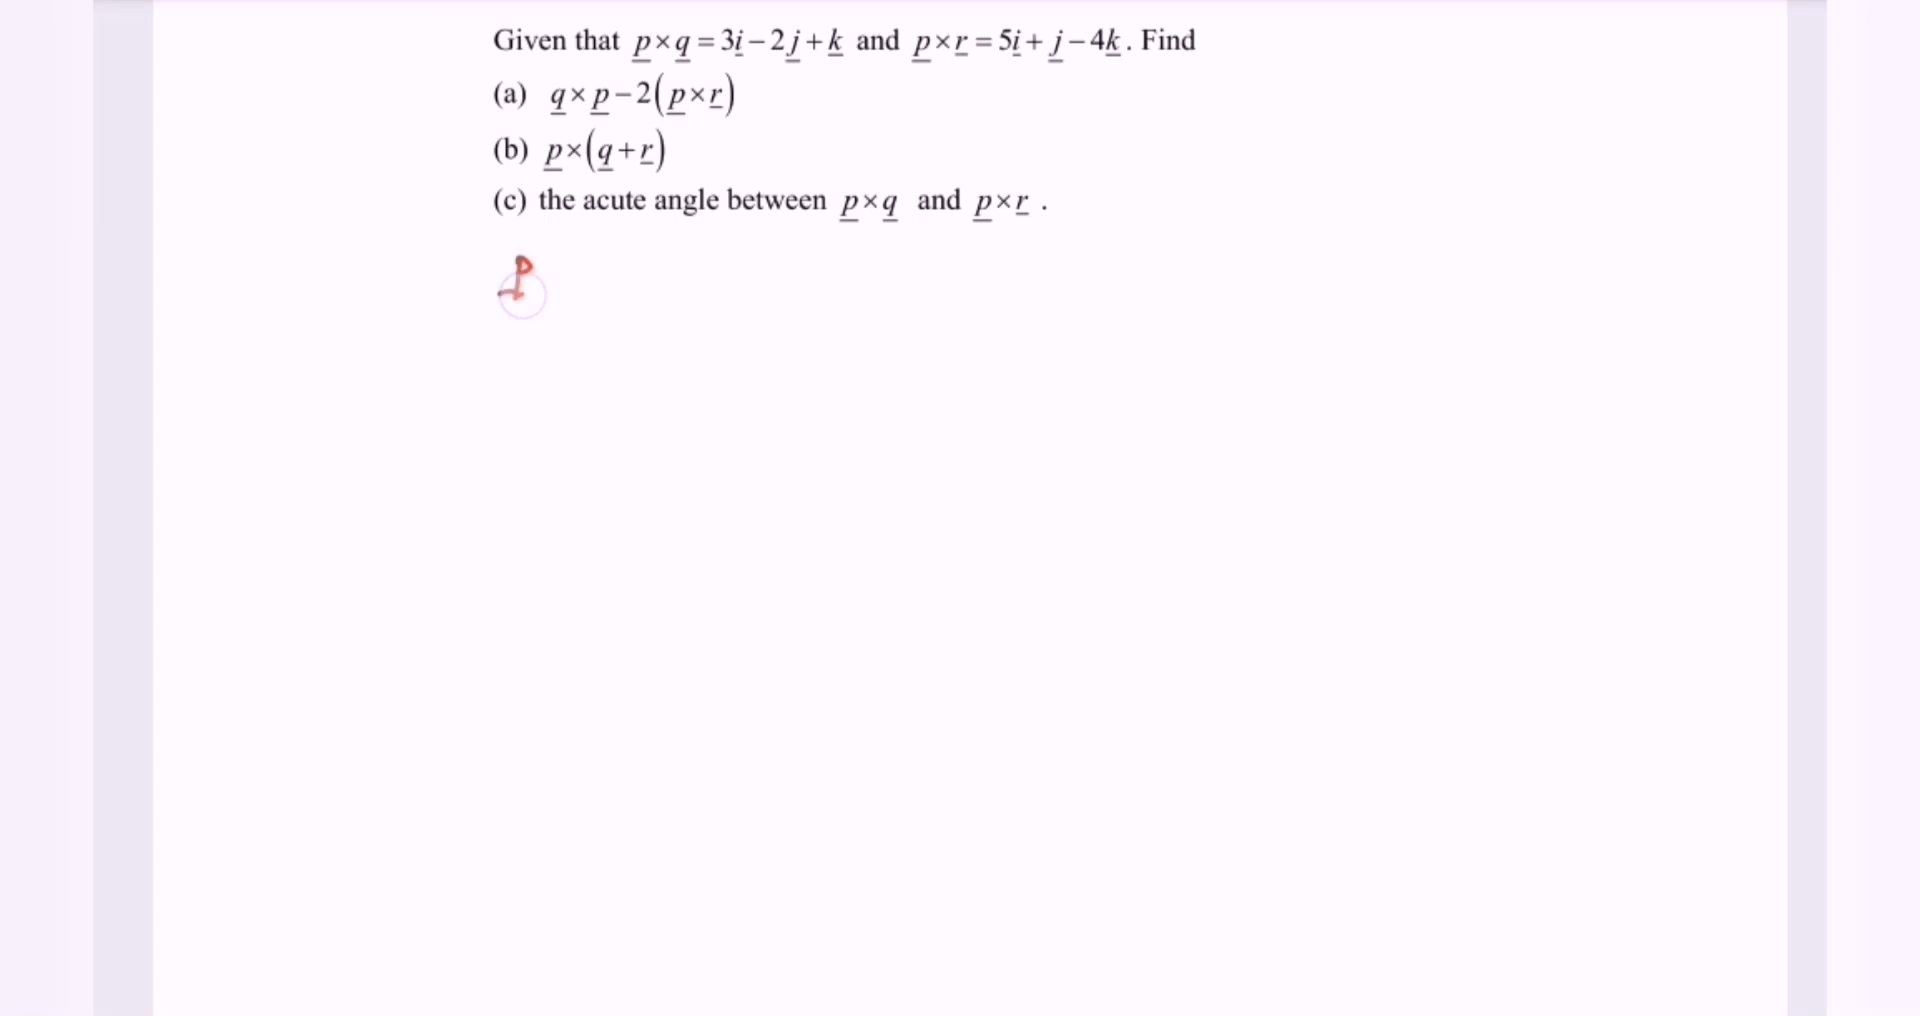 Given that p×q = 3i − 2j + k and p×r = 5i + j − 4k . Find
(a) q×p − 2(p×r)
(b) p×(q+r)
(c) the acute angle between p×q and p×r .
p